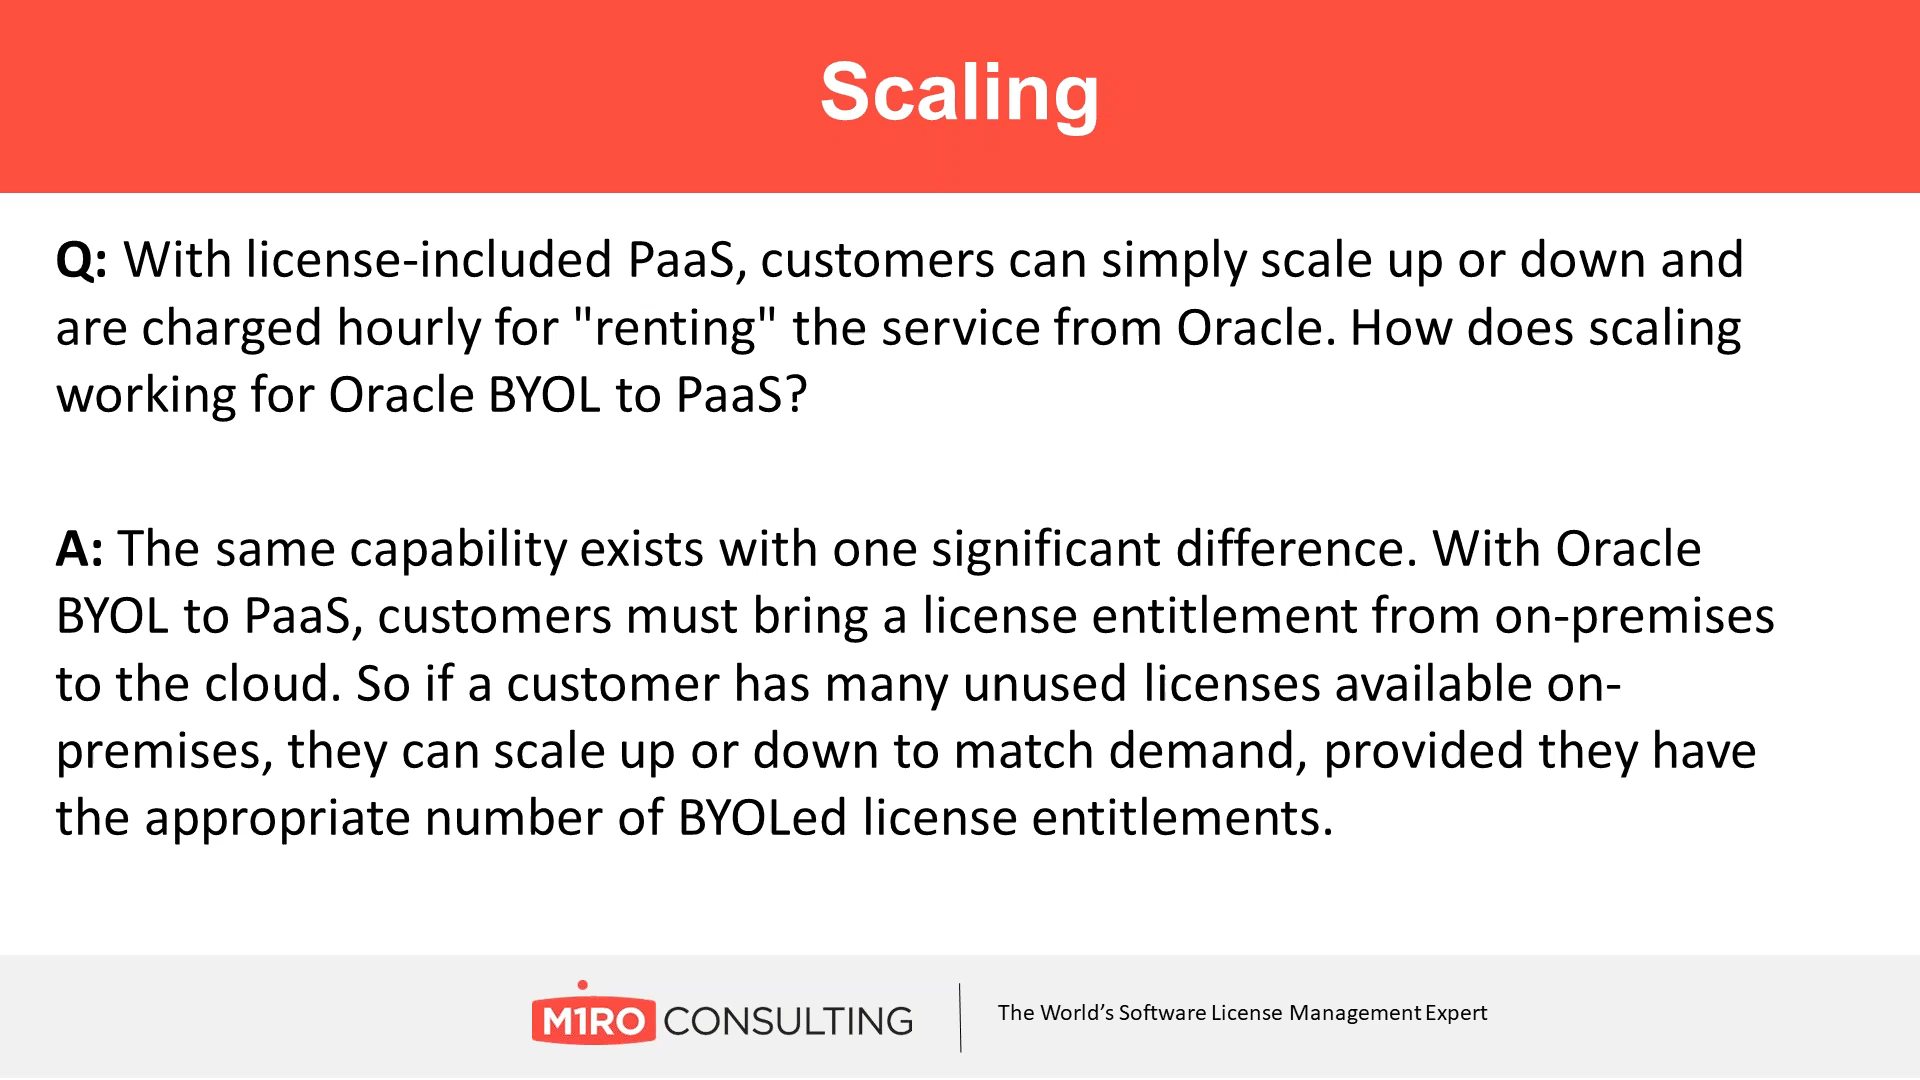 Scaling
Q: With license-included PaaS, customers can simply scale up or down and
are charged hourly for "renting" the service from Oracle. How does scaling
working for Oracle BYOL to PaaS?
A: The same capability exists with one significant difference. With Oracle
BYOL to PaaS, customers must bring a license entitlement from on-premises
to the cloud. So if a customer has many unused licenses available on-
premises, they can scale up or down to match demand, provided they have
the appropriate number of BYOLed license entitlements.
M1RO CONSULTING
The World’s Software License Management Expert